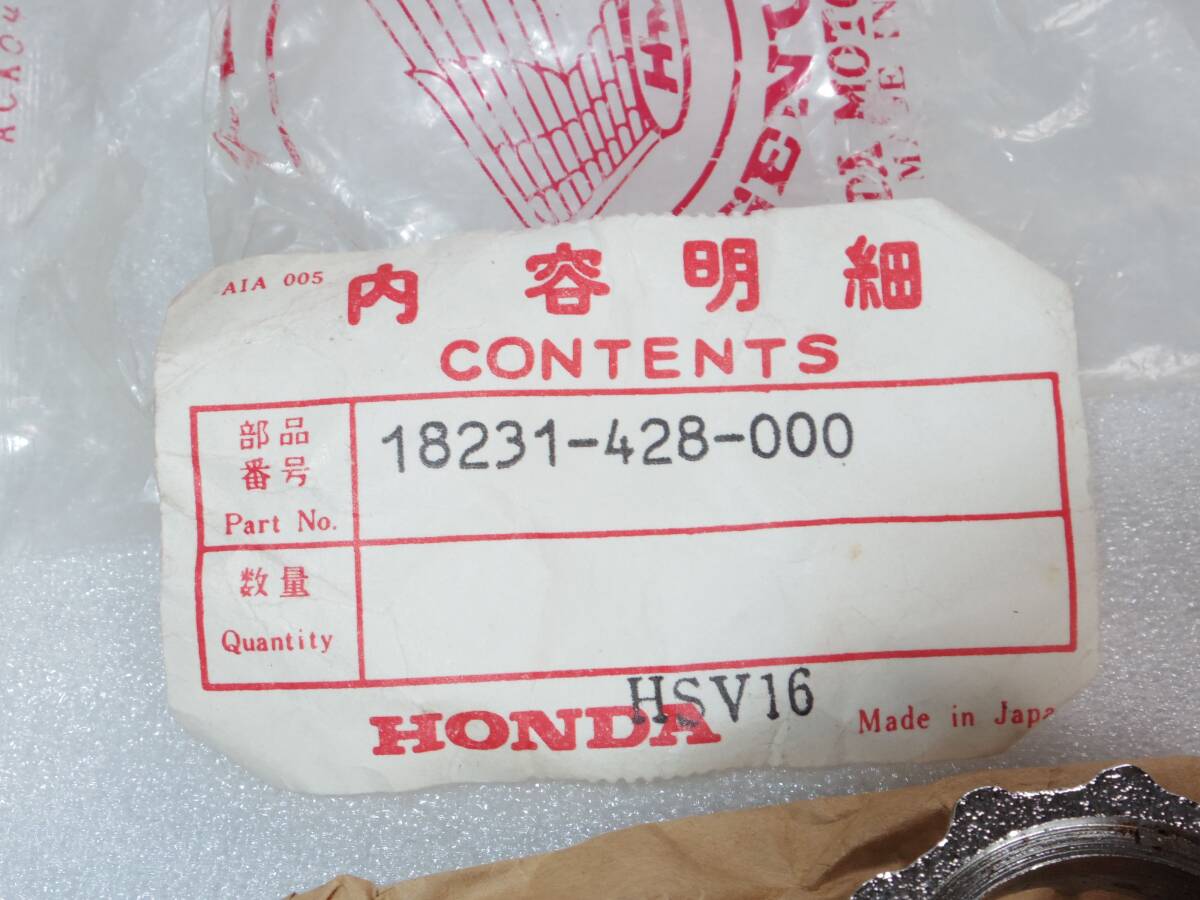 AIA 005
内容明細
CONTENTS
部品
番号
Part No.
18231-428-000
数量
Quantity
HSV16
HONDA
Made in Japa